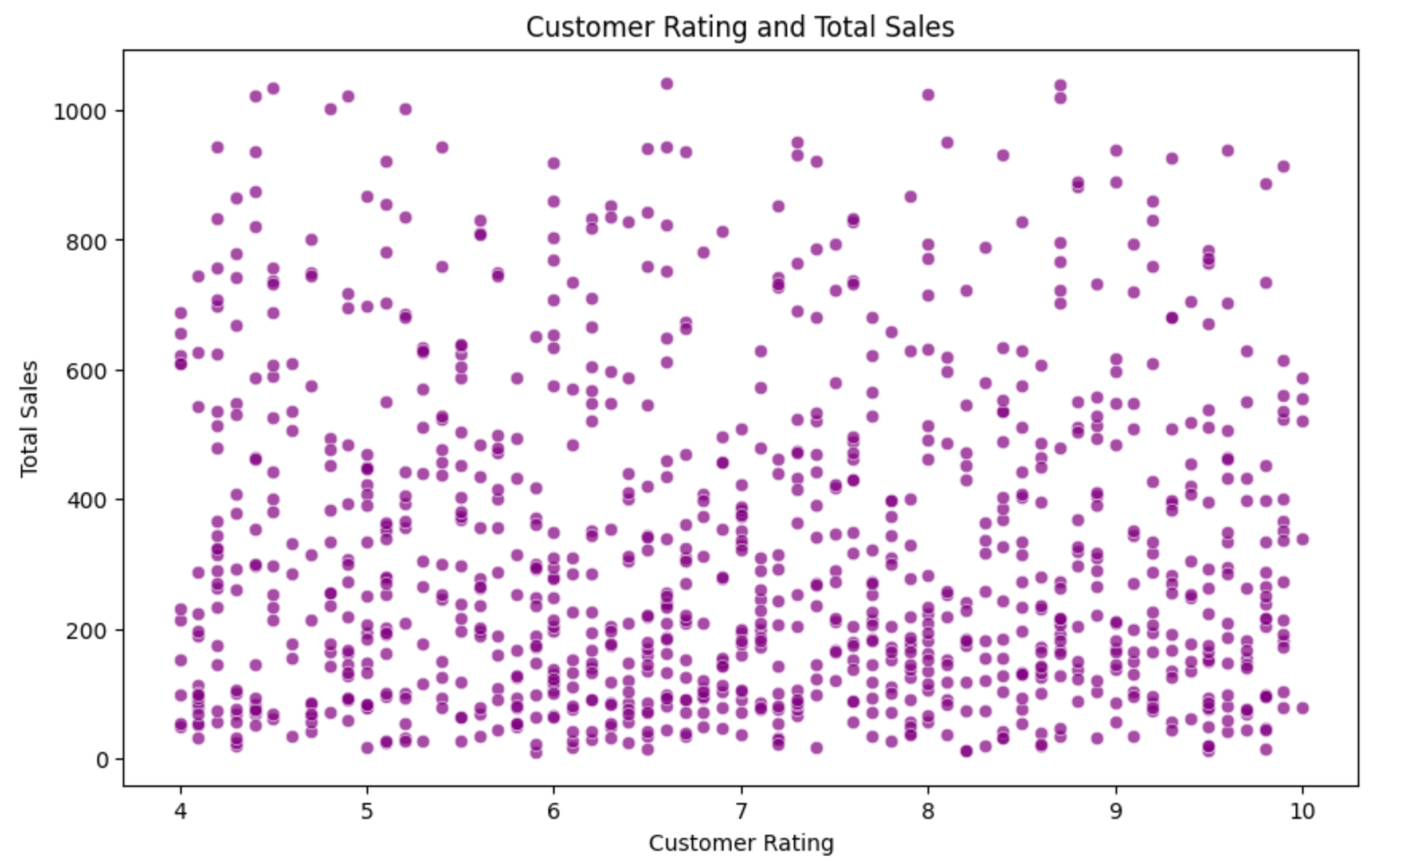 Customer Rating and Total Sales
1000
800
600
400
200
0
Total Sales
4 5 6 7 8 9 10
Customer Rating